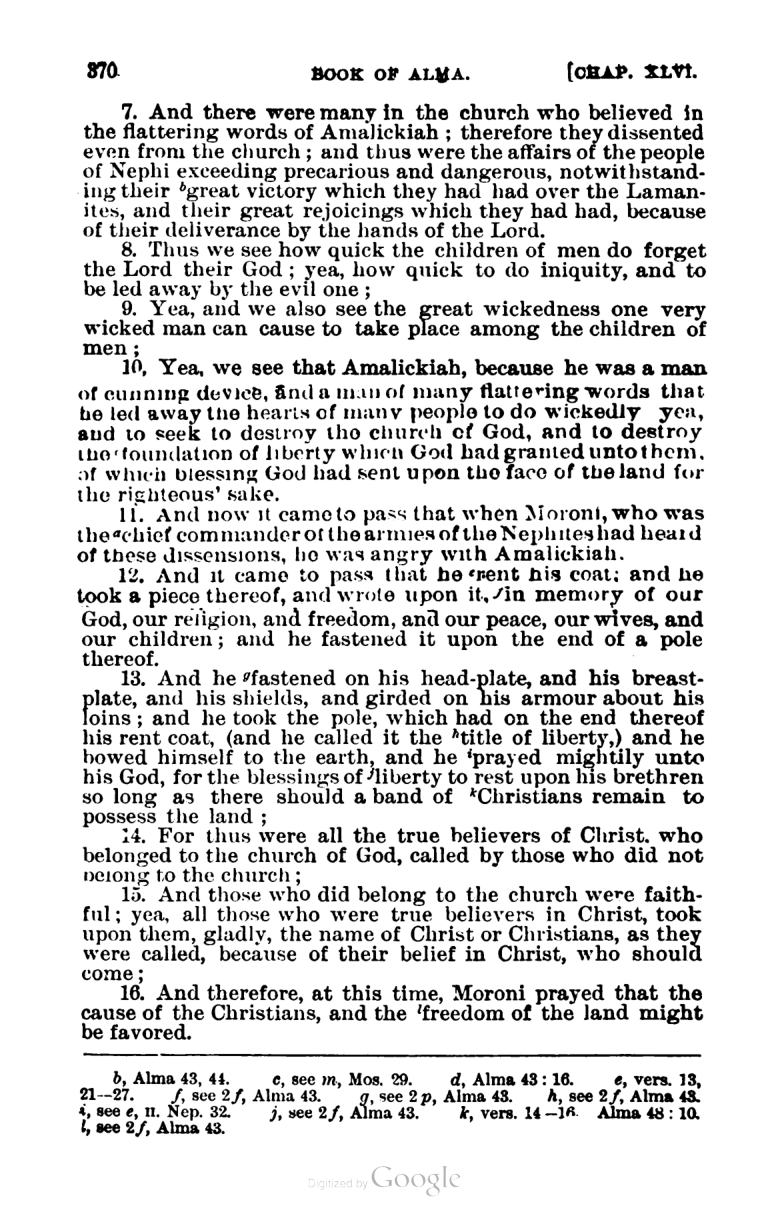 370 BOOK OF ALMA. [CHAP. XLVI.
7. And there were many in the church who believed in
the flattering words of Amalickiah ; therefore they dissented
even from the church ; and thus were the affairs of the people
of Nephi exceeding precarious and dangerous, notwithstand-
ing their ᵇgreat victory which they had had over the Laman-
ites, and their great rejoicings which they had had, because
of their deliverance by the hands of the Lord.
8. Thus we see how quick the children of men do forget
the Lord their God ; yea, how quick to do iniquity, and to
be led away by the evil one ;
9. Yea, and we also see the great wickedness one very
wicked man can cause to take place among the children of
men ;
10, Yea, we see that Amalickiah, because he was a man
of cunning device, and a man of many flattering words that
he led away the hearts of many people to do wickedly yea,
and to seek to destroy the church of God, and to destroy
the ᶜfoundation of liberty which God had granted unto them,
of which blessing God had sent upon the face of the land for
the righteous' sake.
11. And now it came to pass that when Moroni, who was
the ᵈchief commander of the armies of the Nephites had heard
of these dissensions, he was angry with Amalickiah.
12. And it came to pass that he ᵉrent his coat; and he
took a piece thereof, and wrote upon it, ᶠin memory of our
God, our religion, and freedom, and our peace, our wives, and
our children ; and he fastened it upon the end of a pole
thereof.
13. And he ᵍfastened on his head-plate, and his breast-
plate, and his shields, and girded on his armour about his
loins ; and he took the pole, which had on the end thereof
his rent coat, (and he called it the ʰtitle of liberty,) and he
bowed himself to the earth, and he ⁱprayed mightily unto
his God, for the blessings of ʲliberty to rest upon his brethren
so long as there should a band of ᵏChristians remain to
possess the land ;
14. For thus were all the true believers of Christ. who
belonged to the church of God, called by those who did not
belong to the church ;
15. And those who did belong to the church were faith-
ful ; yea, all those who were true believers in Christ, took
upon them, gladly, the name of Christ or Christians, as they
were called, because of their belief in Christ, who should
come ;
16. And therefore, at this time, Moroni prayed that the
cause of the Christians, and the ˡfreedom of the land might
be favored.
b, Alma 43, 44. c, see m, Mos. 29. d, Alma 43 : 16. e, vers. 13,
21--27. f, see 2f, Alma 43. g, see 2 p, Alma 43. h, see 2f, Alma 43.
i, see e, II. Nep. 32. j, see 2f, Alma 43. k, vers. 14—16. Alma 48 : 10.
l, see 2f, Alma 43.
Digitized by Google